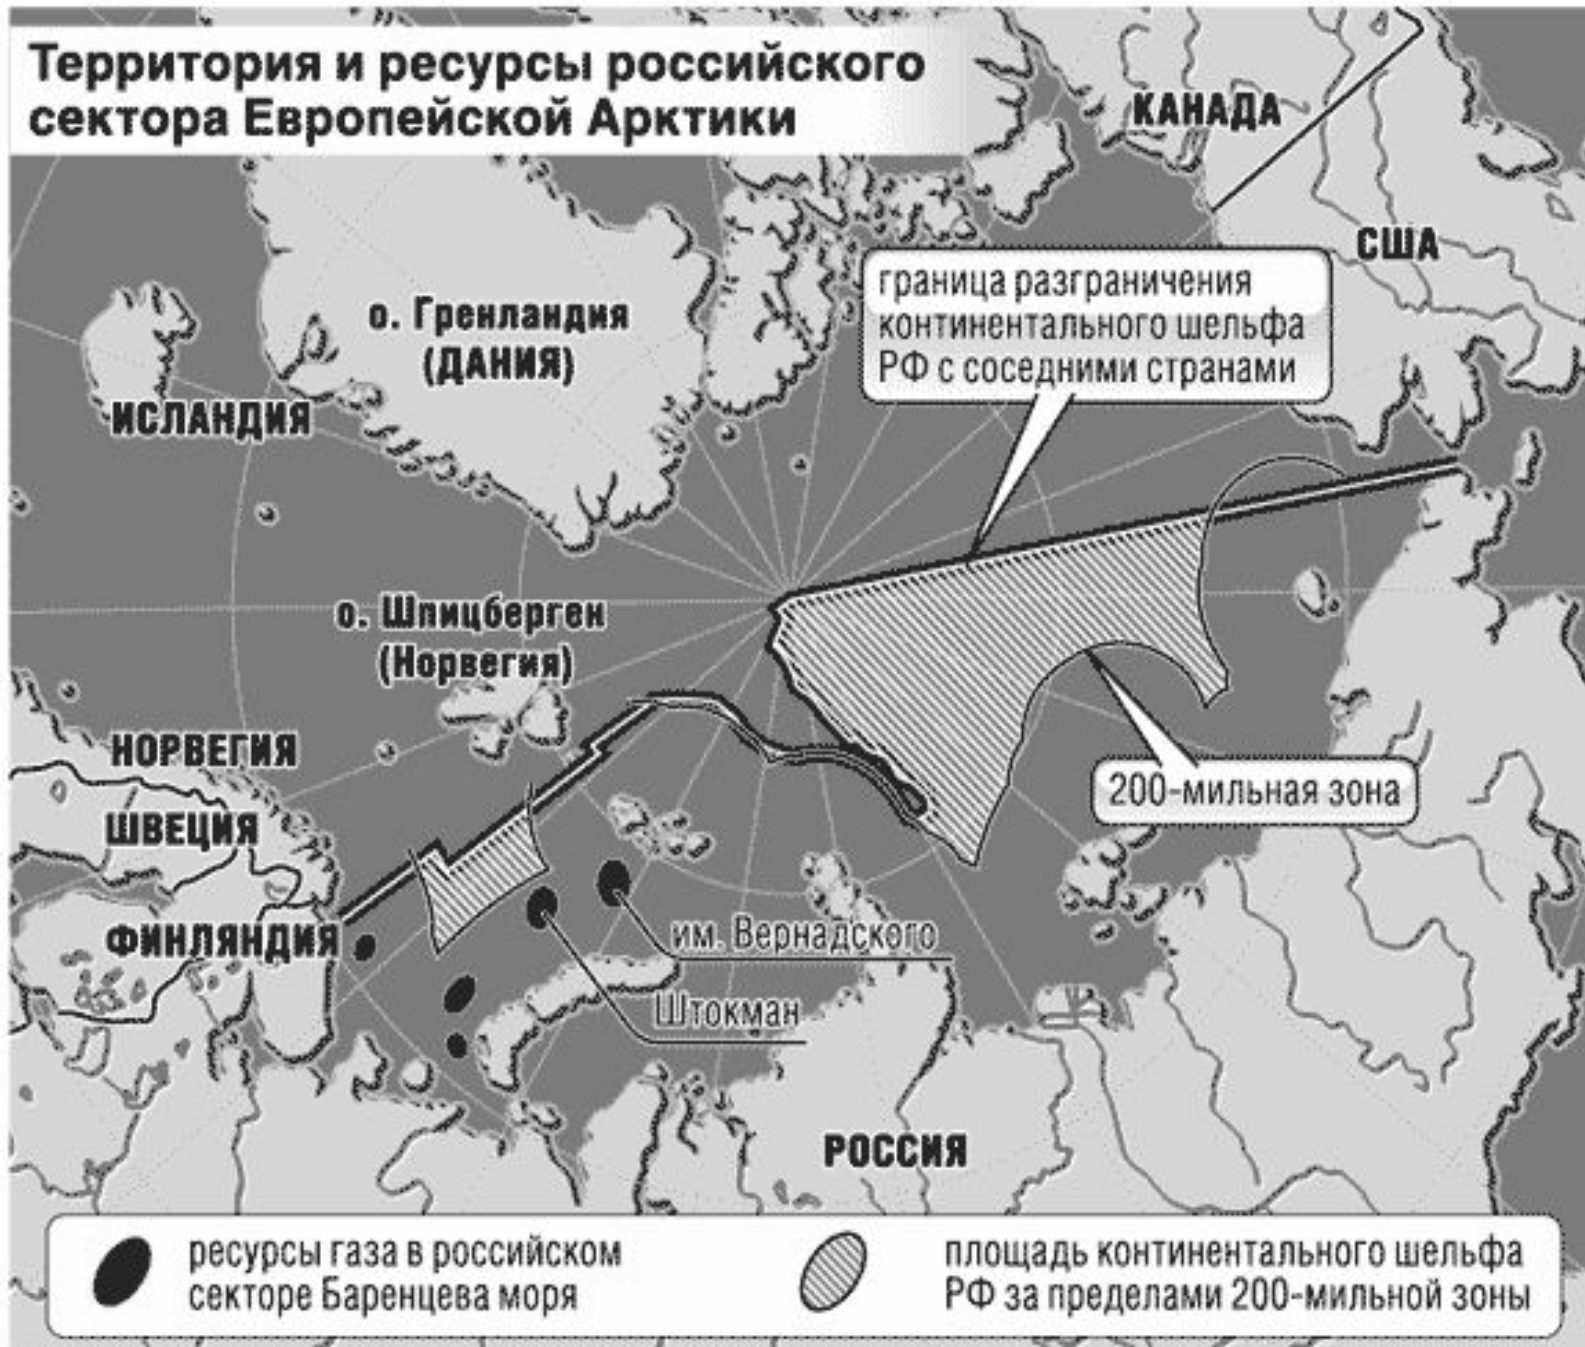 Территория и ресурсы российского
сектора Европейской Арктики
КАНАДА
США
граница разграничения
континентального шельфа
РФ с соседними странами
о. Гренландия
(ДАНИЯ)
ИСЛАНДИЯ
о. Шпицберген
(Норвегия)
НОРВЕГИЯ
ШВЕЦИЯ
ФИНЛЯНДИЯ
200-мильная зона
им. Вернадского
Штокман
РОССИЯ
ресурсы газа в российском
секторе Баренцева моря
площадь континентального шельфа
РФ за пределами 200-мильной зоны